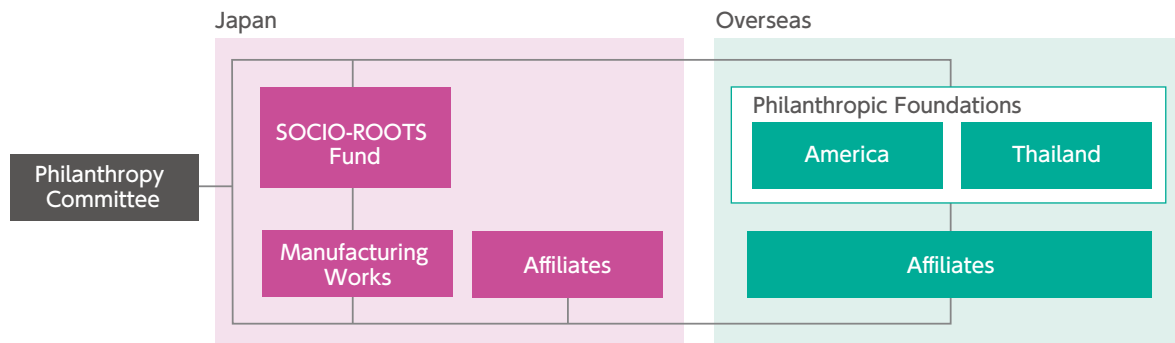 Japan
Overseas
Philanthropy
Committee
SOCIO-ROOTS
Fund
Manufacturing
Works
Affiliates
Philanthropic Foundations
America
Thailand
Affiliates